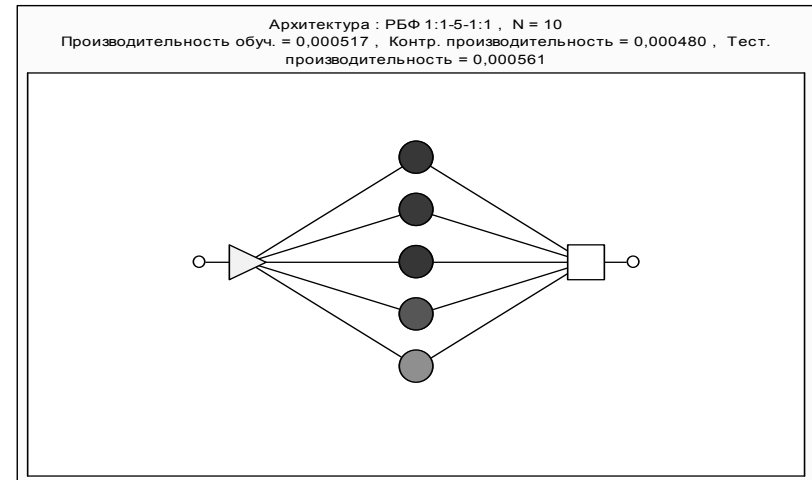 Архитектура : РБФ 1:1-5-1:1 , N = 10
Производительность обуч. = 0,000517 , Контр. производительность = 0,000480 , Тест.
производительность = 0,000561